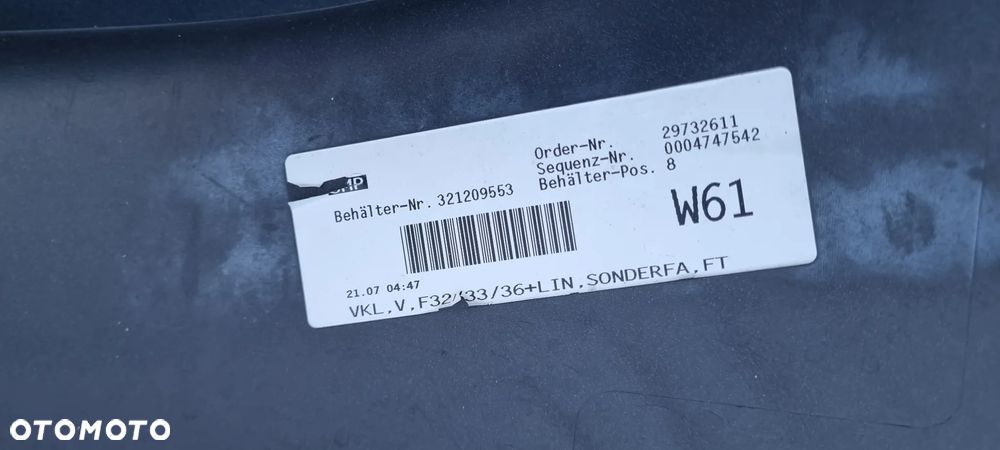 Order-Nr. 29732611
Sequenz-Nr. 0004747542
Behälter-Pos. 8
Behälter-Nr. 321209553
W61
21.07 04:47
VKL,V,F32/33/36+LIN,SONDERFA,FT
OTOMOTO